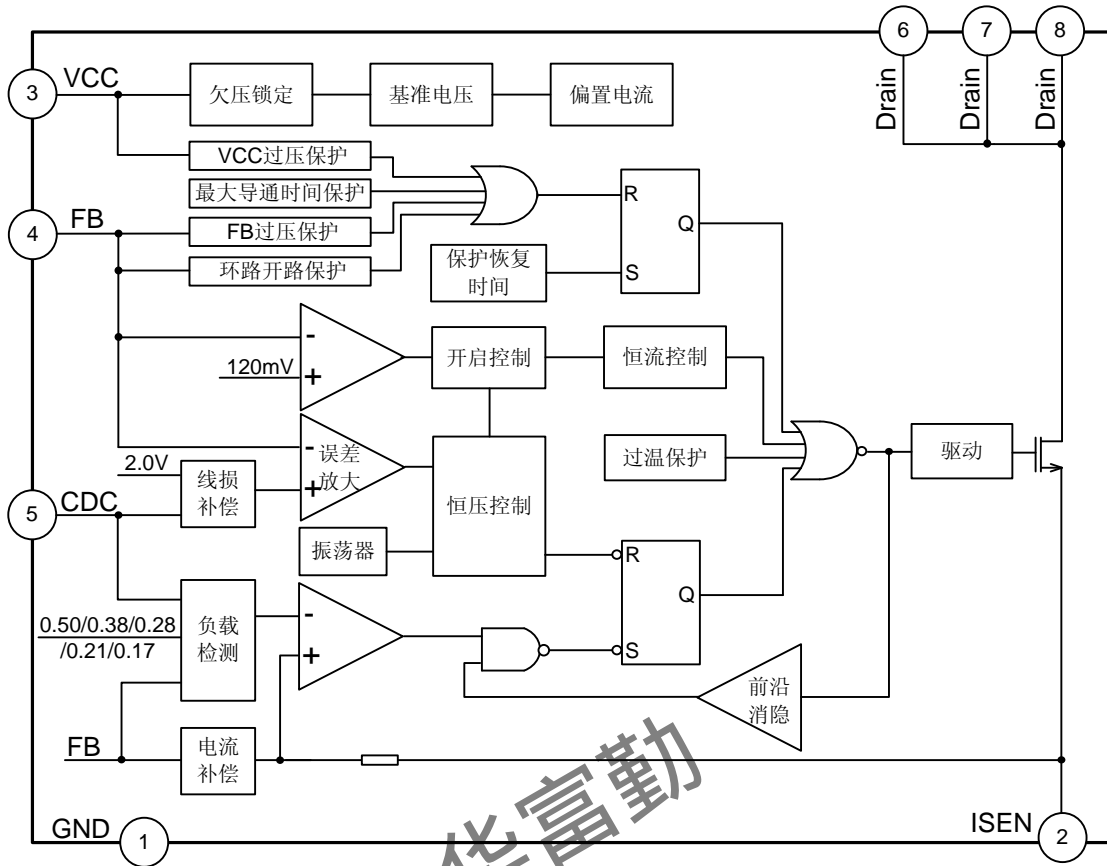 6
7
8
3
VCC
欠压锁定
基准电压
偏置电流
Drain
Drain
Drain
VCC过压保护
最大导通时间保护
4
FB
FB过压保护
环路开路保护
R
Q
S
保护恢复
时间
-
+
120mV
开启控制
恒流控制
-
+
误差
放大
2.0V
线损
补偿
过温保护
驱动
5
CDC
恒压控制
振荡器
R
Q
S
0.50/0.38/0.28
/0.21/0.17
负载
检测
-
+
前沿
消隐
FB
电流
补偿
GND
1
ISEN
2
华富勤